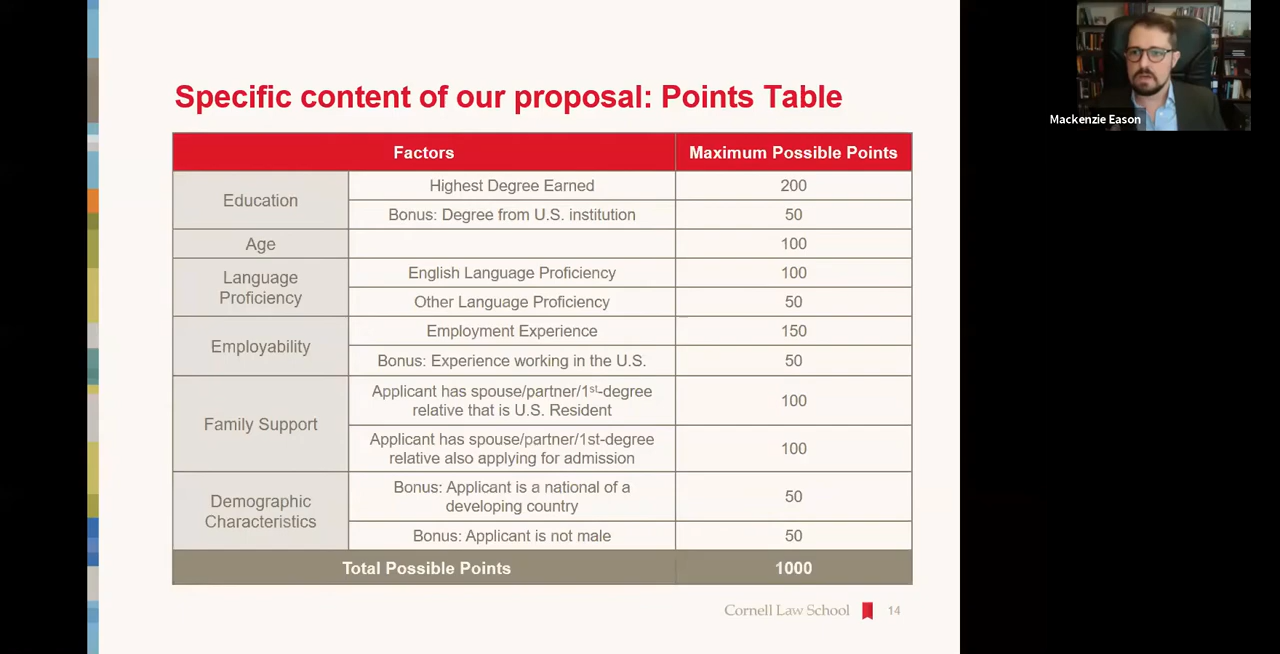 Specific content of our proposal: Points Table
Factors Maximum Possible Points
Education
Highest Degree Earned 200
Bonus: Degree from U.S. institution 50
Age 100
Language
Proficiency
English Language Proficiency 100
Other Language Proficiency 50
Employability
Employment Experience 150
Bonus: Experience working in the U.S. 50
Family Support
Applicant has spouse/partner/1st-degree
relative that is U.S. Resident
100
Applicant has spouse/partner/1st-degree
relative also applying for admission
100
Demographic
Characteristics
Bonus: Applicant is a national of a
developing country
50
Bonus: Applicant is not male 50
Total Possible Points 1000
Cornell Law School 14
Mackenzie Eason